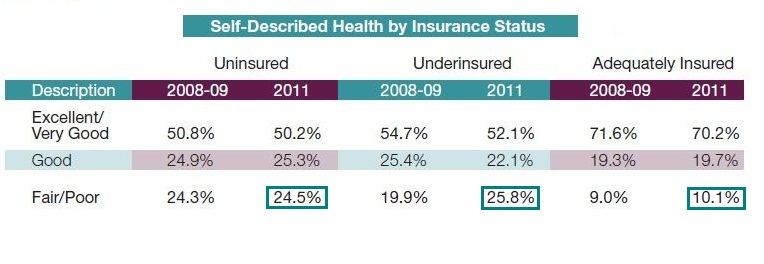 Self-Described Health by Insurance Status
Uninsured Underinsured Adequately Insured
Description 2008-09 2011 2008-09 2011 2008-09 2011
Excellent/
Very Good 50.8% 50.2% 54.7% 52.1% 71.6% 70.2%
Good 24.9% 25.3% 25.4% 22.1% 19.3% 19.7%
Fair/Poor 24.3% 24.5% 19.9% 25.8% 9.0% 10.1%